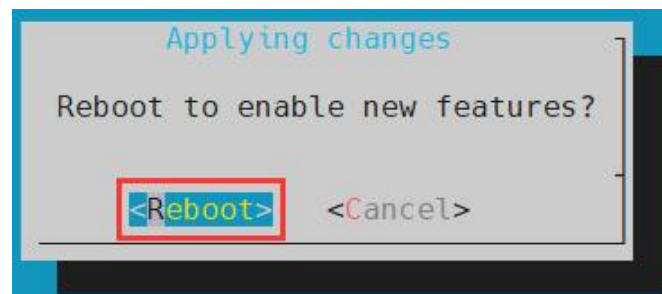 Applying changes
Reboot to enable new features?
<Reboot> <Cancel>